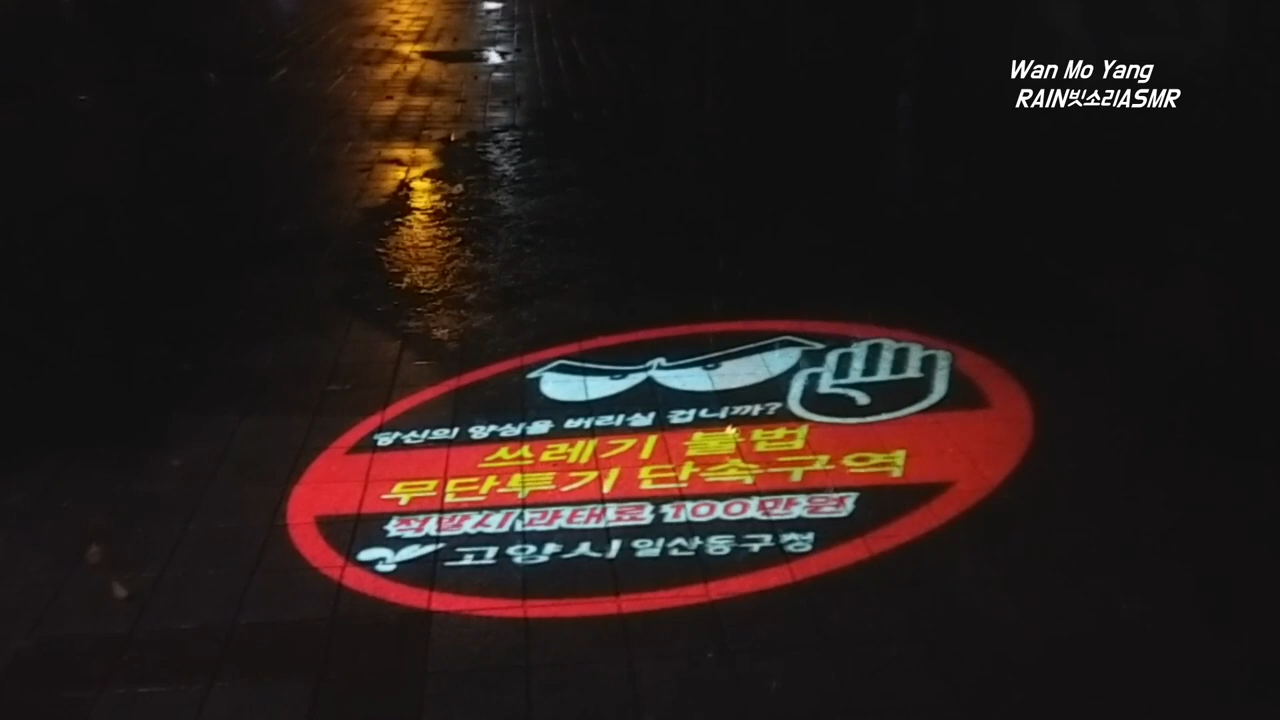 Wan Mo Yang
RAIN빗소리ASMR
당신의 양심을 버리실 겁니까?
쓰레기 불법
무단투기 단속구역
적발시 과태료 100만원
고양시 일산동구청